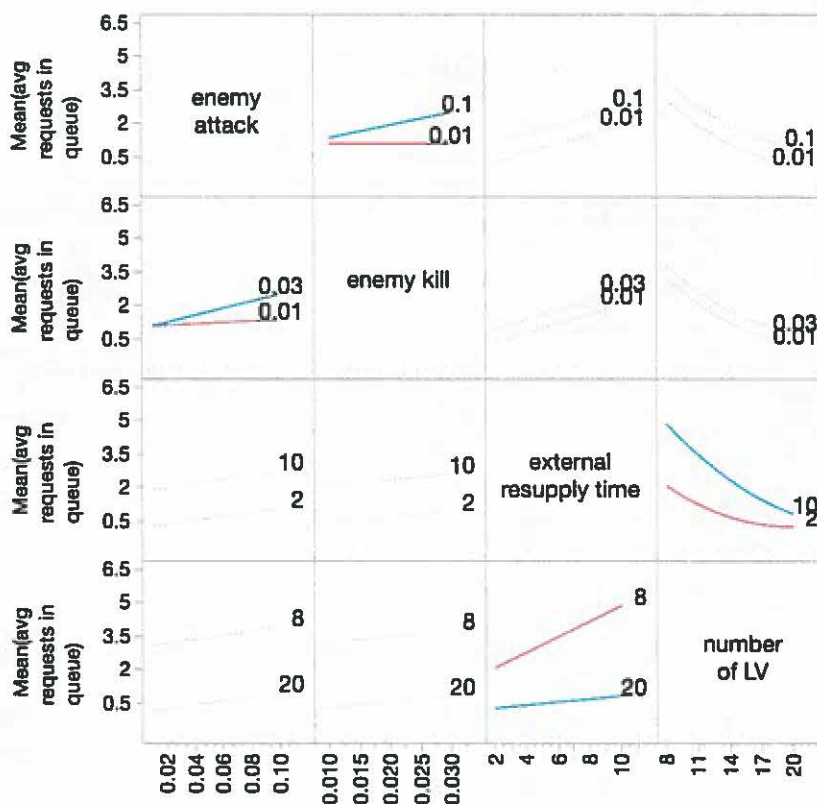 Mean(avg
requests in
queue)
6.5
5
3.5
2
0.5
enemy
attack
0.1
0.01
0.1
0.01
0.1
0.01
Mean(avg
requests in
queue)
6.5
5
3.5
2
0.5
0.03
0.01
enemy kill
0.03
0.01
0.03
0.01
Mean(avg
requests in
queue)
6.5
5
3.5
2
0.5
10
2
10
2
external
resupply time
10
2
Mean(avg
requests in
queue)
6.5
5
3.5
2
0.5
8
20
8
20
8
20
number
of LV
0.02 0.04 0.06 0.08 0.10
0.010 0.015 0.020 0.025 0.030
2 4 6 8 10
8 11 14 17 20